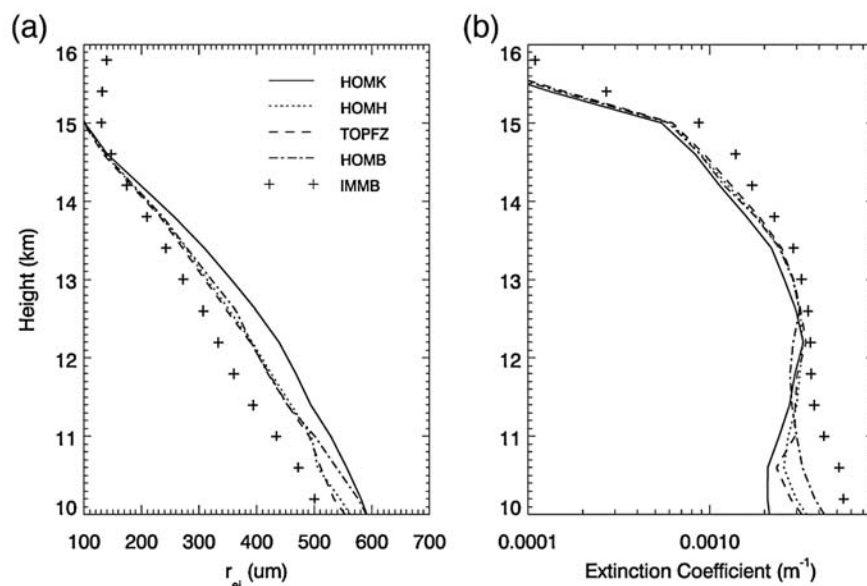 (a)
16
15
14
13
12
11
10
Height (km)
100 200 300 400 500 600 700
r_ei (um)
HOMK
HOMH
TOPFZ
HOMB
IMMB
(b)
16
15
14
13
12
11
10
0.0001 0.0010
Extinction Coefficient (m⁻¹)